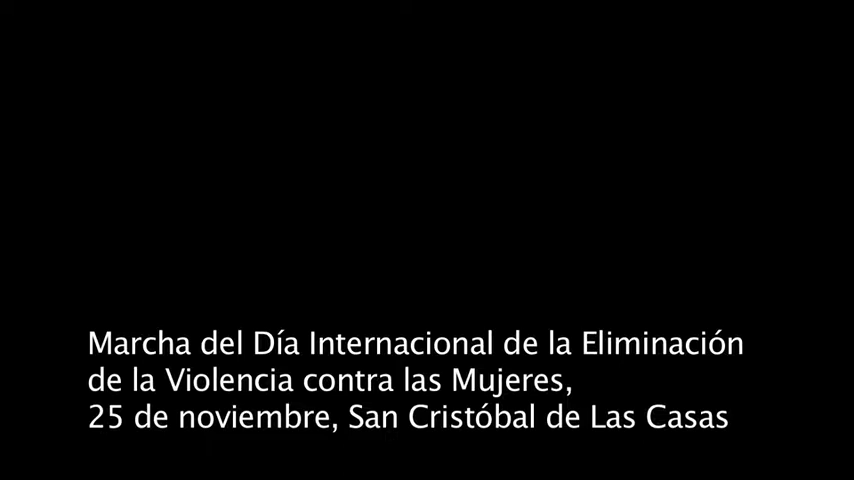 Marcha del Día Internacional de la Eliminación
de la Violencia contra las Mujeres,
25 de noviembre, San Cristóbal de Las Casas